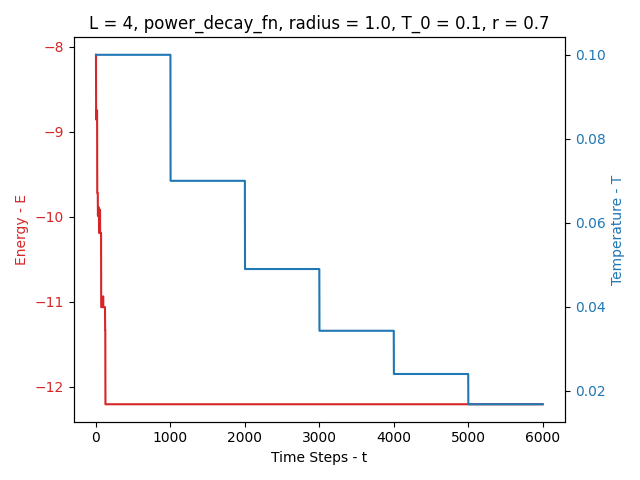 L = 4, power_decay_fn, radius = 1.0, T_0 = 0.1, r = 0.7
−8
−9
−10
−11
−12
Energy - E
0.10
0.08
0.06
0.04
0.02
Temperature - T
0 1000 2000 3000 4000 5000 6000
Time Steps - t